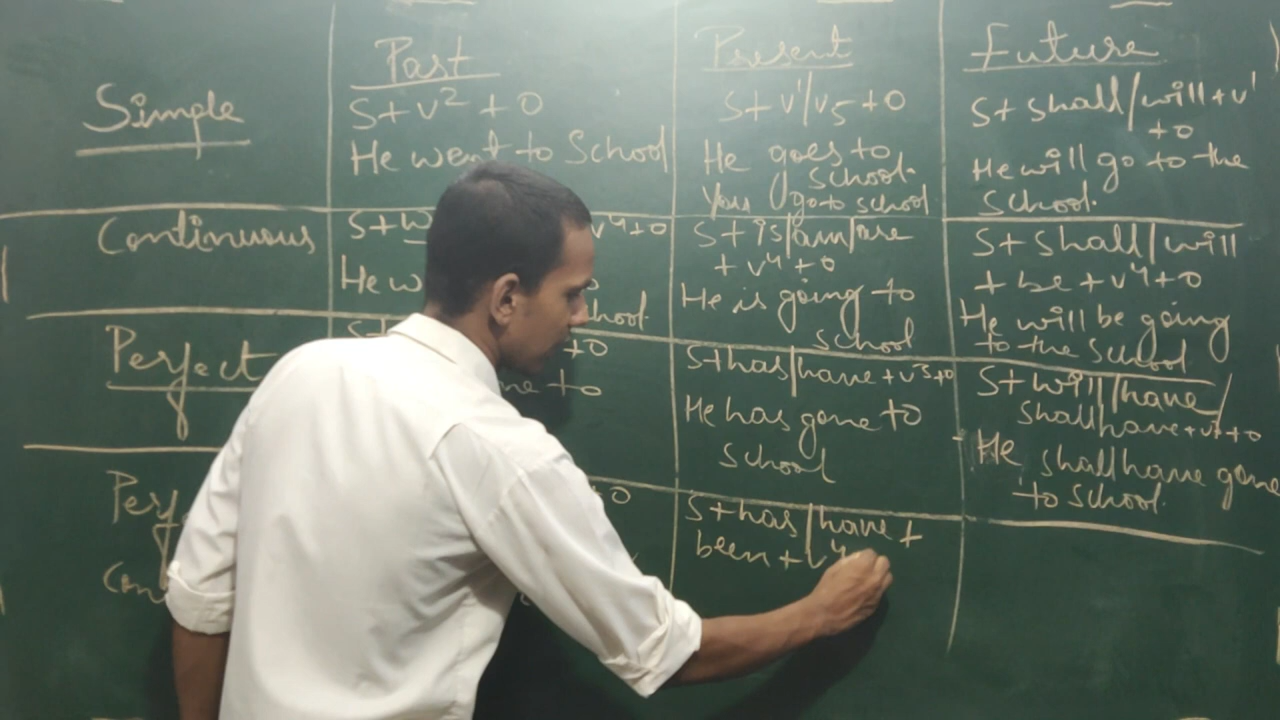 Past
Present
Future
Simple
S+v² +O
S+v¹/v5+O
S+shall/will+v¹
+O
He went to School
He goes to
School.
You go to school
He will go to the
School.
Continuous
v⁴+O
S+is/am/are
+v⁴+O
S+shall/will
+be+v⁴+O
He
He is going to
School
He will be going
to the School
Perfect
+O
to
S+has/have+v³+O
He has gone to
School
S+will/have/
shall have+v³+O
He shall have gone
to School.
+O
S+has/have+
been+v⁴